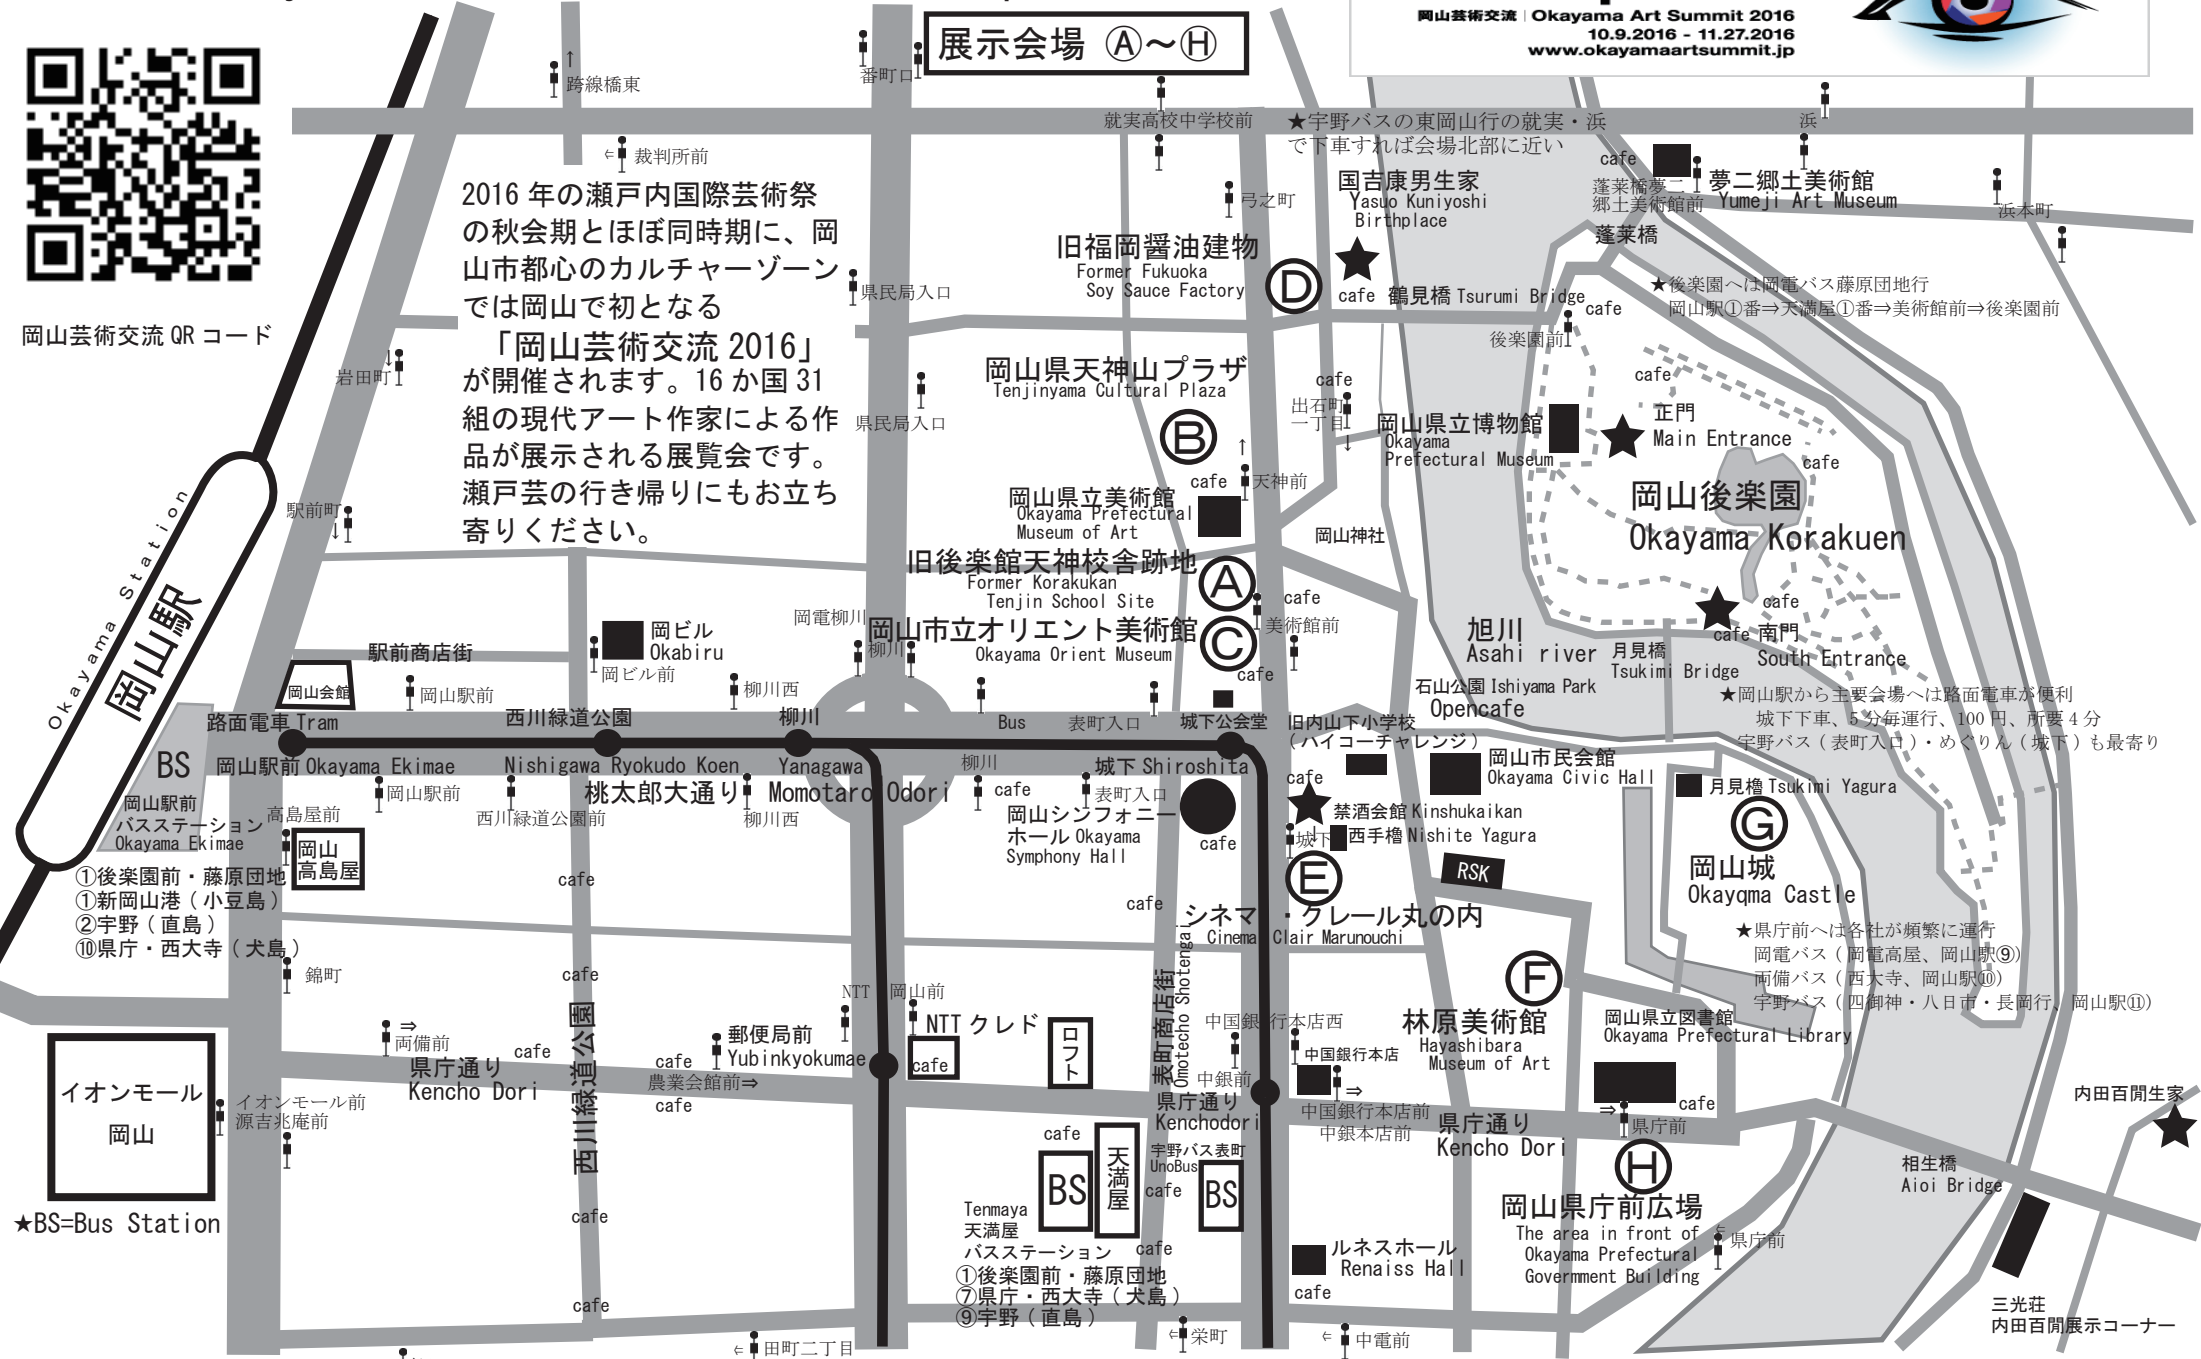 岡山芸術交流 | Okayama Art Summit 2016
10.9.2016 - 11.27.2016
www.okayamaartsummit.jp
展示会場 Ⓐ～Ⓗ
跨線橋東
番町口
裁判所前
就実高校中学校前
★宇野バスの東岡山行の就実・浜
で下車すれば会場北部に近い
浜
岡山芸術交流 QR コード
2016 年の瀬戸内国際芸術祭
の秋会期とほぼ同時期に、岡
山市都心のカルチャーゾーン
では岡山で初となる
「岡山芸術交流 2016」
が開催されます。16 か国 31
組の現代アート作家による作
品が展示される展覧会です。
瀬戸芸の行き帰りにもお立ち
寄りください。
弓之町
国吉康男生家
Yasuo Kuniyoshi
Birthplace
cafe
蓬莱橋夢二
郷土美術館前
夢二郷土美術館
Yumeji Art Museum
浜本町
蓬莱橋
旧福岡醤油建物
Former Fukuoka
Soy Sauce Factory
D
cafe
鶴見橋 Tsurumi Bridge
cafe
後楽園前
★後楽園へは岡電バス藤原団地行
岡山駅①番⇒天満屋①番⇒美術館前⇒後楽園前
県民局入口
県民局入口
岩田町
駅前町
岡山県天神山プラザ
Tenjinyama Cultural Plaza
B
cafe
cafe
出石町
一丁目
天神前
岡山県立博物館
Okayama
Prefectural Museum
cafe
正門
Main Entrance
cafe
岡山後楽園
Okayama Korakuen
岡山県立美術館
Okayama Prefectural
Museum of Art
岡山神社
旧後楽館天神校舎跡地
Former Korakukan
Tenjin School Site
A
cafe
美術館前
岡山市立オリエント美術館
Okayama Orient Museum
C
cafe
旭川
Asahi river
月見橋
Tsukimi Bridge
cafe
cafe
南門
South Entrance
石山公園 Ishiyama Park
Opencafe
★岡山駅から主要会場へは路面電車が便利
城下下車、5 分毎運行、100 円、所要 4 分
宇野バス ( 表町入口 )・めぐりん ( 城下 ) も最寄り
Okayama Station
岡山駅
駅前商店街
岡山会館
岡山駅前
岡ビル
Okabiru
岡ビル前
柳川西
岡電柳川
柳川
路面電車 Tram
西川緑道公園
柳川
Bus
表町入口
城下公会堂
旧内山下小学校
( ハイコーチャレンジ )
BS
岡山駅前 Okayama Ekimae
Nishigawa Ryokudo Koen
Yanagawa
柳川
城下 Shiroshita
岡山駅前
西川緑道公園前
桃太郎大通り
Momotaro Odori
柳川西
cafe
表町入口
岡山駅前
バスステーション
Okayama Ekimae
高島屋前
岡山
高島屋
①後楽園前・藤原団地
①新岡山港 ( 小豆島 )
②宇野 ( 直島 )
⑩県庁・西大寺 ( 犬島 )
岡山シンフォニー
ホール Okayama
Symphony Hall
cafe
cafe
禁酒会館 Kinshukaikan
城下
西手櫓 Nishite Yagura
岡山市民会館
Okayama Civic Hall
月見櫓 Tsukimi Yagura
G
岡山城
Okayqma Castle
RSK
E
シネマ・クレール丸の内
Cinema Clair Marunouchi
cafe
cafe
cafe
★県庁前へは各社が頻繁に運行
岡電バス ( 岡電高屋、岡山駅⑨)
両備バス ( 西大寺、岡山駅⑩)
宇野バス ( 四御神・八日市・長岡行、岡山駅⑪)
F
林原美術館
Hayashibara
Museum of Art
岡山県立図書館
Okayama Prefectural Library
錦町
西川緑道公園
表町商店街
Omotecho Shotengai
両備前
県庁通り
Kencho Dori
cafe
cafe
農業会館前⇒
cafe
郵便局前
Yubinkyokumae
NTT 岡山前
NTT クレド
cafe
ロフト
中国銀行本店西
中銀前
県庁通り
Kenchodori
中国銀行本店
中国銀行本店前
中銀本店前
県庁通り
Kencho Dori
cafe
県庁前
H
岡山県庁前広場
The area in front of
Okayama Prefectural
Govermment Building
県庁前
イオンモール
岡山
イオンモール前
源吉兆庵前
★BS=Bus Station
cafe
cafe
cafe
BS
天満屋
宇野バス表町
UnoBus
cafe
BS
Tenmaya
天満屋
バスステーション
cafe
①後楽園前・藤原団地
⑦県庁・西大寺 ( 犬島 )
⑨宇野 ( 直島 )
ルネスホール
Renaiss Hall
cafe
相生橋
Aioi Bridge
内田百閒生家
三光荘
内田百閒展示コーナー
田町二丁目
栄町
中電前